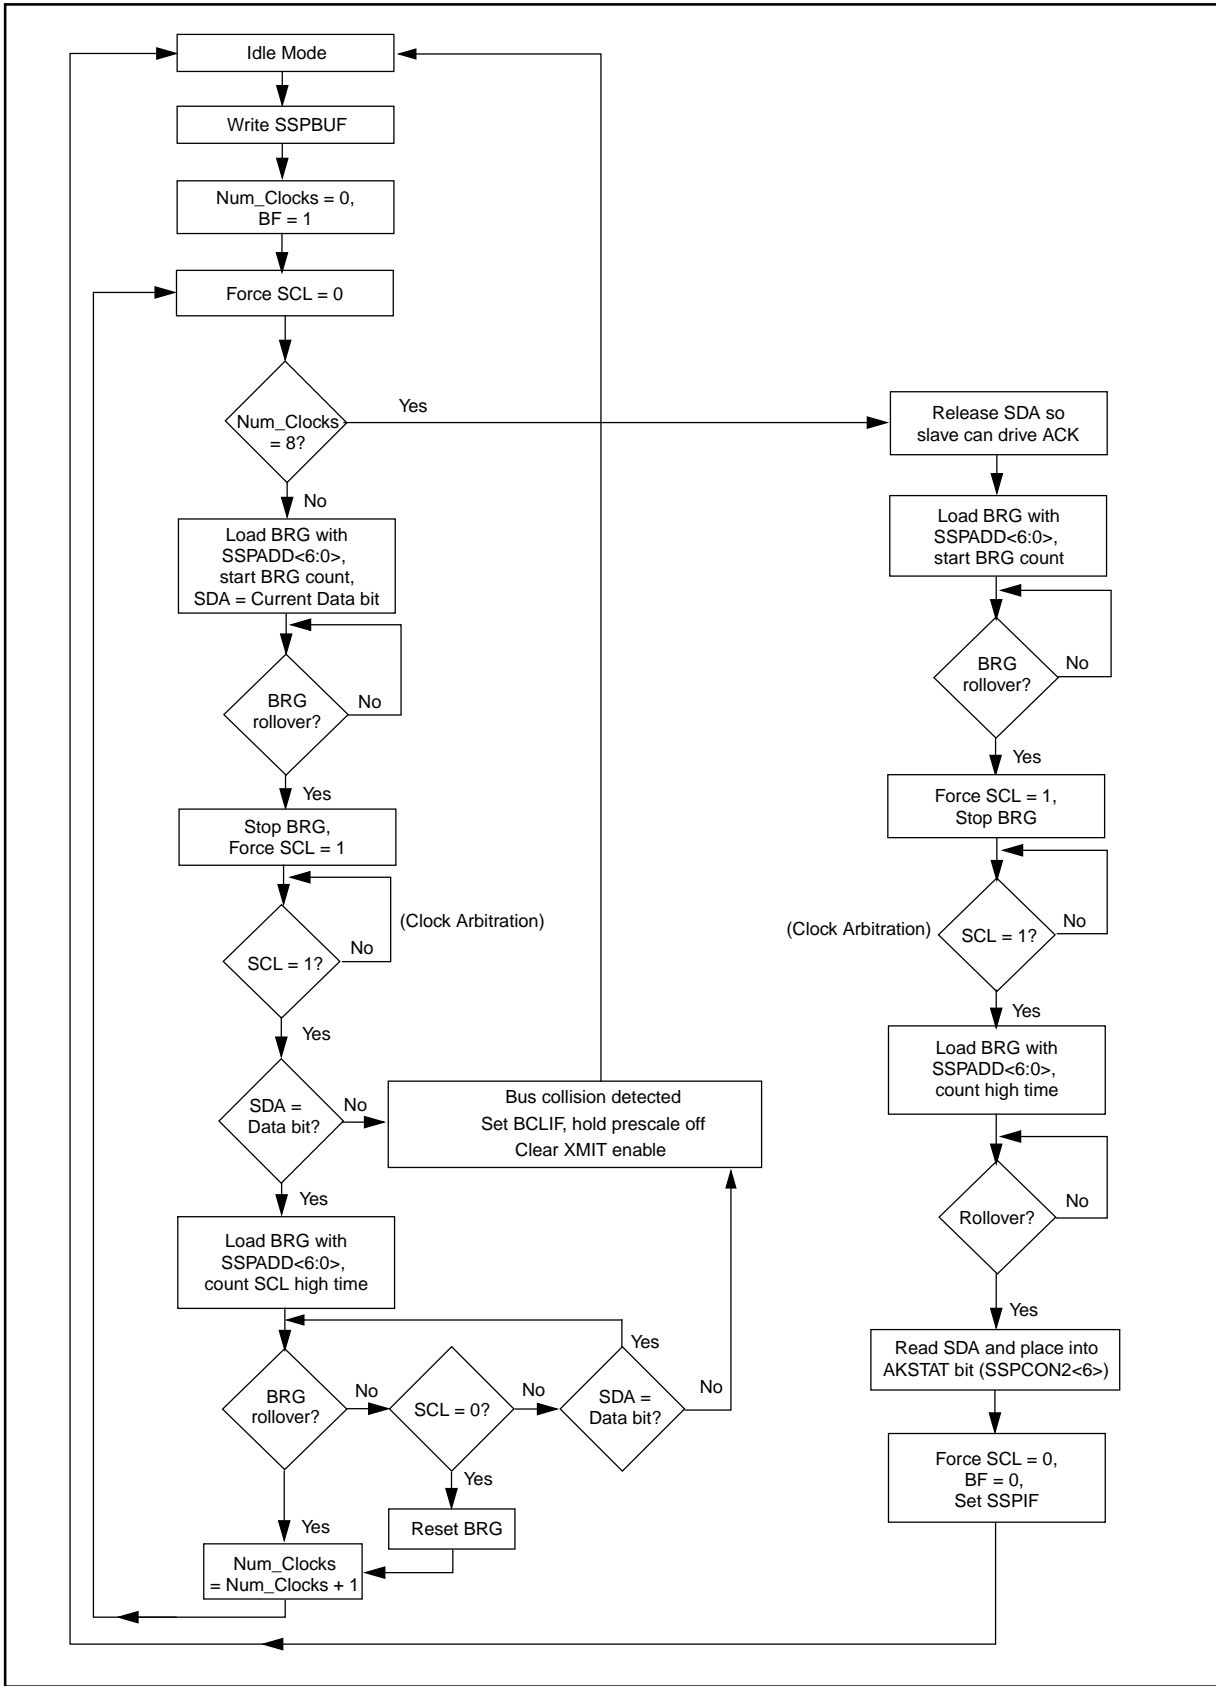 Idle Mode
Write SSPBUF
Num_Clocks = 0,
BF = 1
Force SCL = 0
Num_Clocks
= 8?
Yes
No
Load BRG with
SSPADD<6:0>,
start BRG count,
SDA = Current Data bit
BRG
rollover?
No
Yes
Stop BRG,
Force SCL = 1
(Clock Arbitration)
SCL = 1?
No
Yes
SDA =
Data bit?
No
Bus collision detected
Set BCLIF, hold prescale off
Clear XMIT enable
Yes
Load BRG with
SSPADD<6:0>,
count SCL high time
BRG
rollover?
No
SCL = 0?
No
SDA =
Data bit?
Yes
No
Yes
Reset BRG
Yes
Num_Clocks
= Num_Clocks + 1
Release SDA so
slave can drive ACK
Load BRG with
SSPADD<6:0>,
start BRG count
BRG
rollover?
No
Yes
Force SCL = 1,
Stop BRG
(Clock Arbitration)
SCL = 1?
No
Yes
Load BRG with
SSPADD<6:0>,
count high time
Rollover?
No
Yes
Read SDA and place into
AKSTAT bit (SSPCON2<6>)
Force SCL = 0,
BF = 0,
Set SSPIF